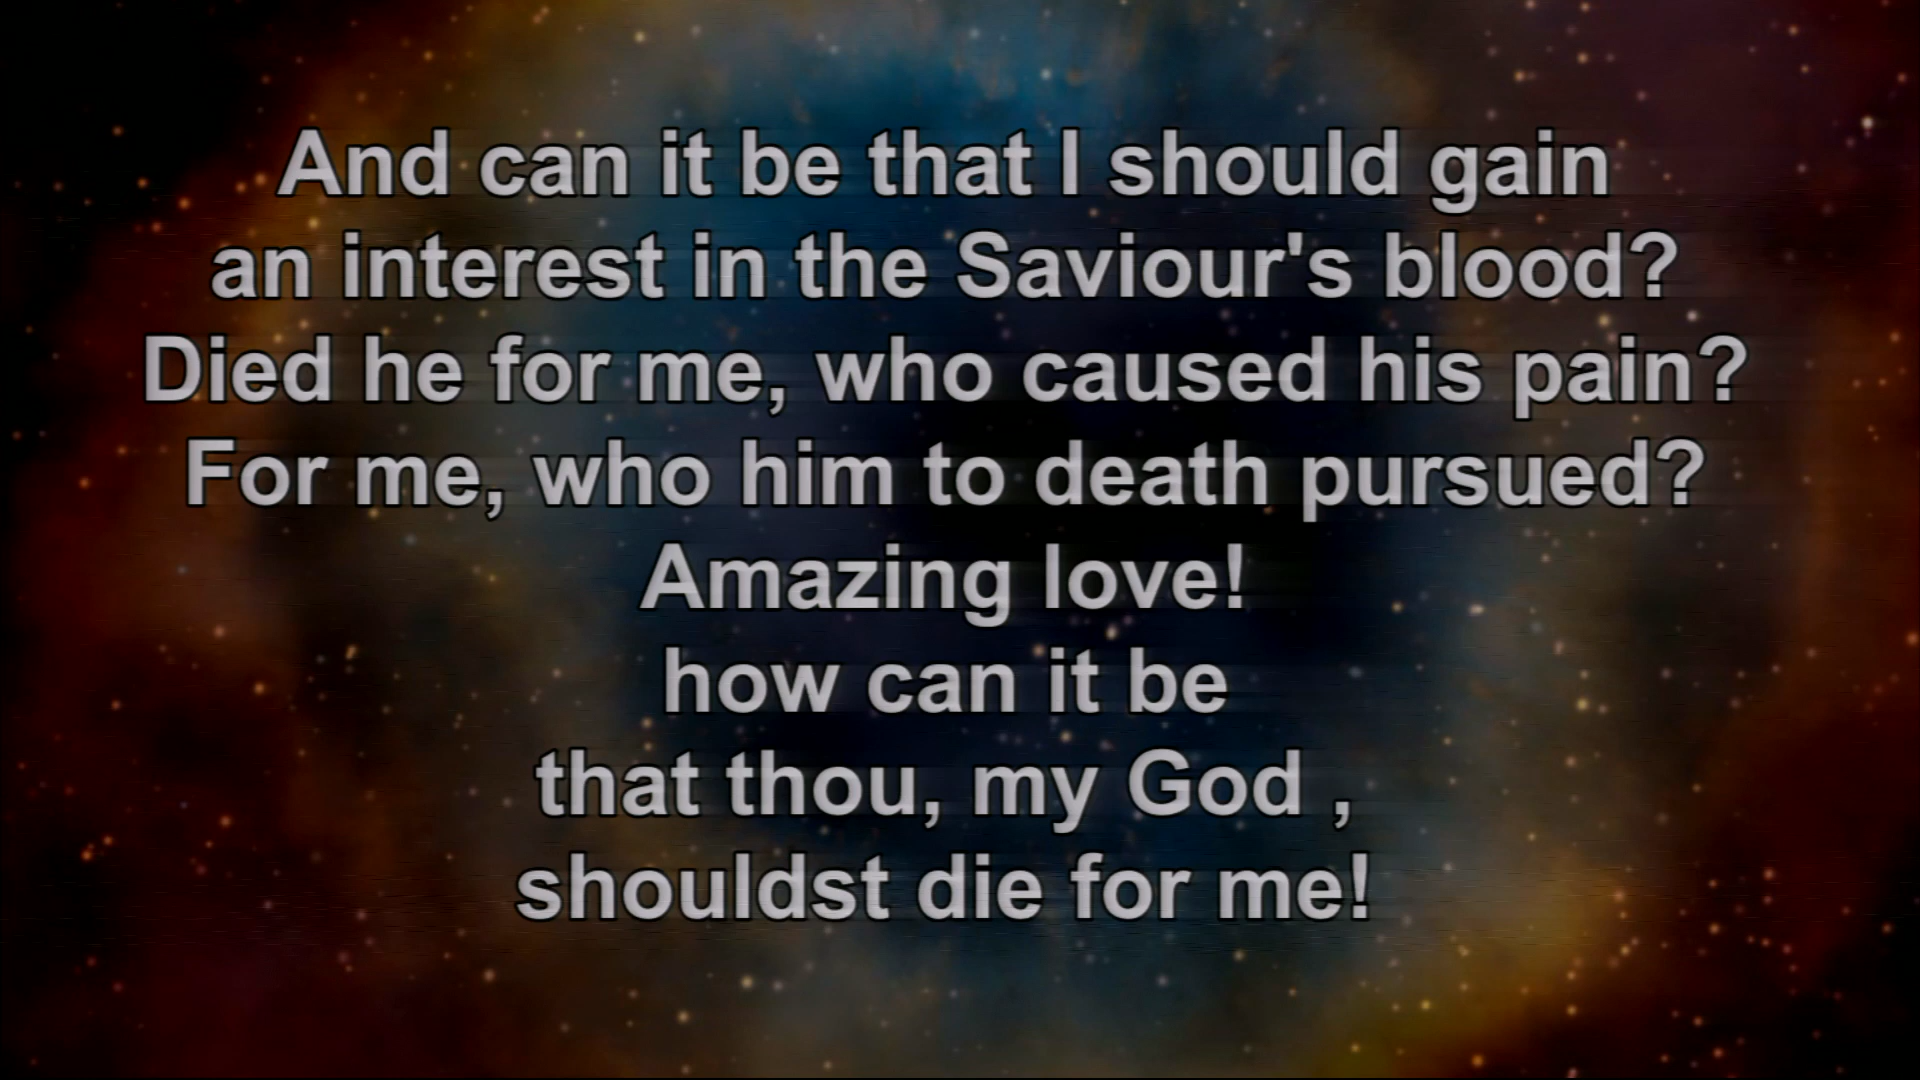 And can it be that I should gain
an interest in the Saviour's blood?
Died he for me, who caused his pain?
For me, who him to death pursued?
Amazing love!
how can it be
that thou, my God ,
shouldst die for me!